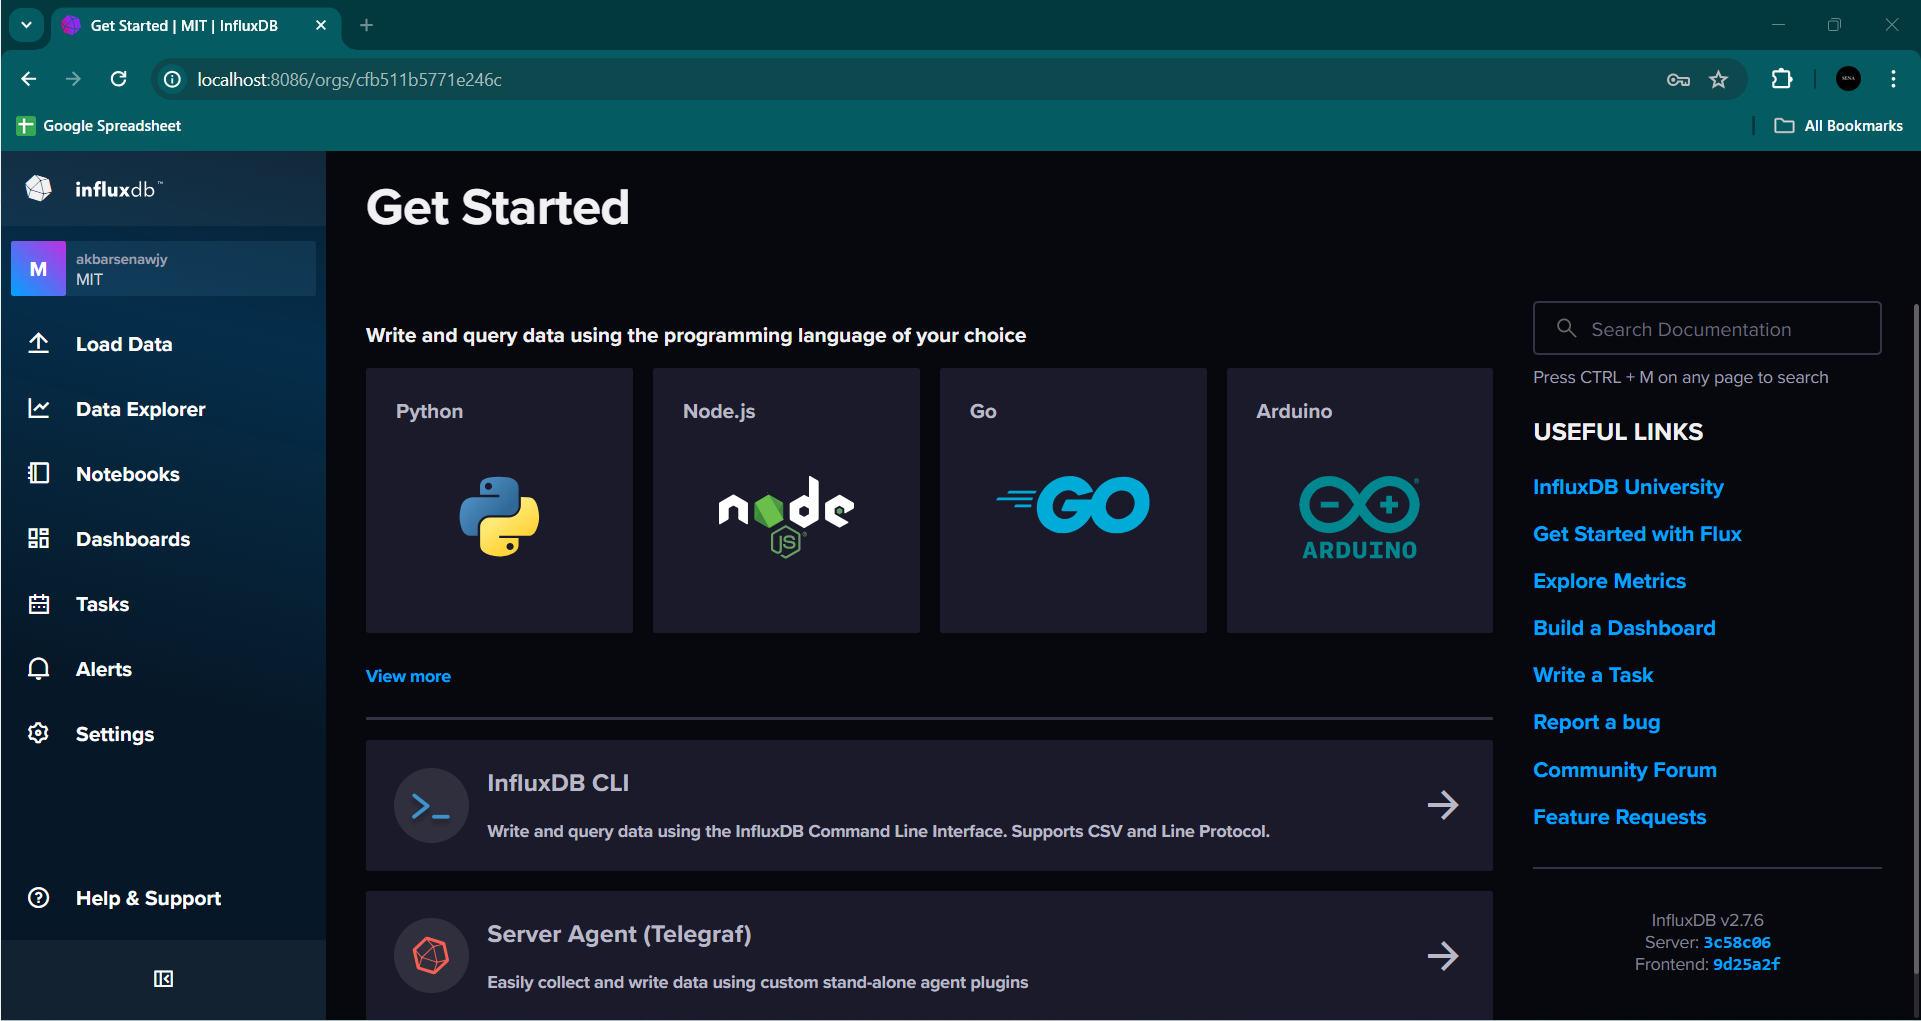 Get Started | MIT | InfluxDB
localhost:8086/orgs/cfb511b5771e246c
Google Spreadsheet
All Bookmarks
influxdb™
M
akbarsenawjy
MIT
Load Data
Data Explorer
Notebooks
Dashboards
Tasks
Alerts
Settings
Help & Support
Get Started
Write and query data using the programming language of your choice
Python
Node.js
node
JS
Go
GO
Arduino
ARDUINO
View more
InfluxDB CLI
Write and query data using the InfluxDB Command Line Interface. Supports CSV and Line Protocol.
Server Agent (Telegraf)
Easily collect and write data using custom stand-alone agent plugins
Search Documentation
Press CTRL + M on any page to search
USEFUL LINKS
InfluxDB University
Get Started with Flux
Explore Metrics
Build a Dashboard
Write a Task
Report a bug
Community Forum
Feature Requests
InfluxDB v2.7.6
Server: 3c58c06
Frontend: 9d25a2f